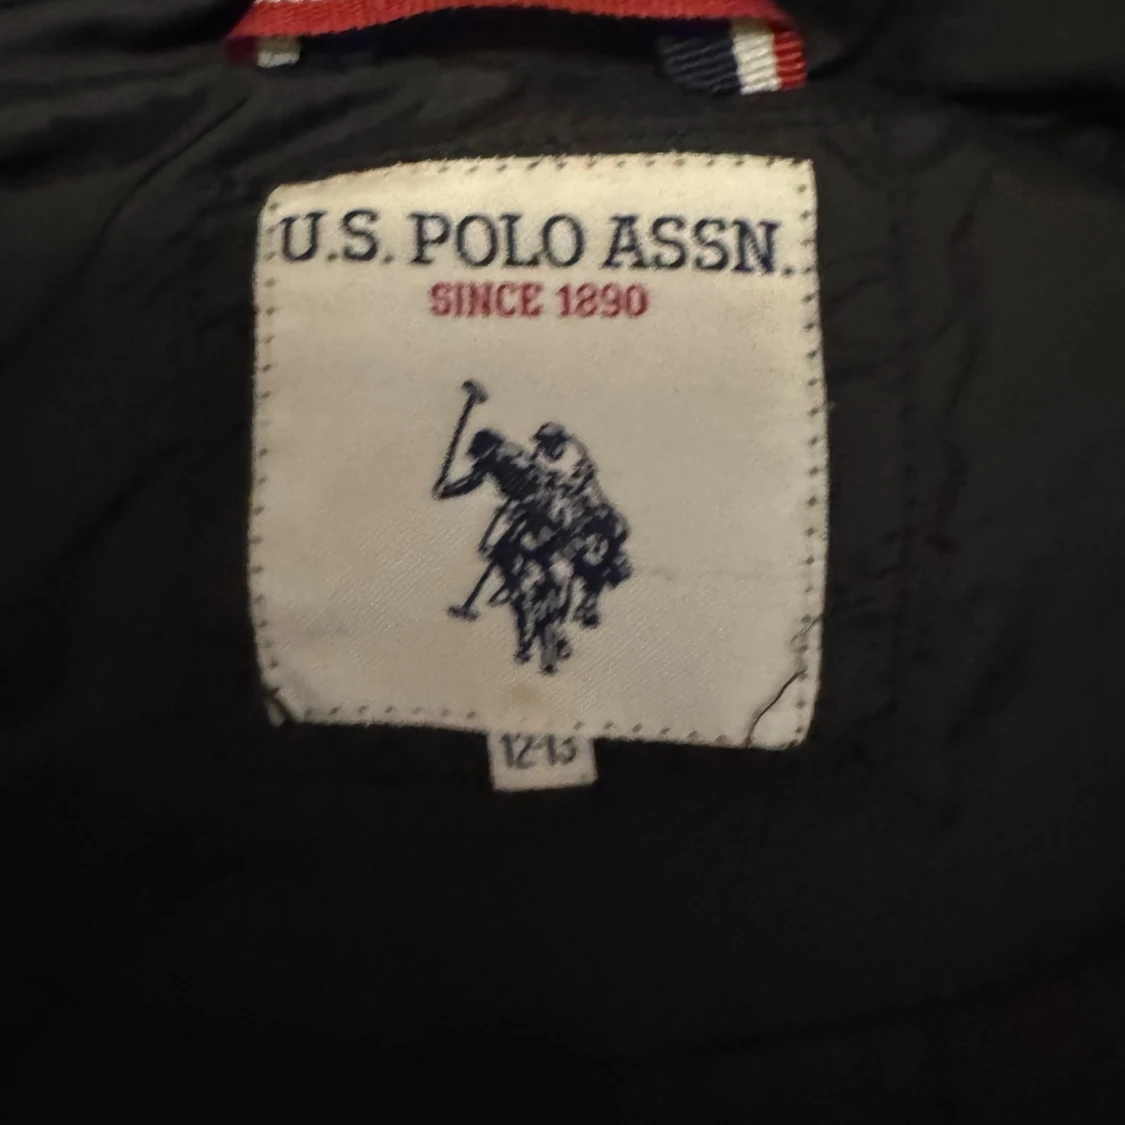 U.S. POLO ASSN.
SINCE 1890
12-13